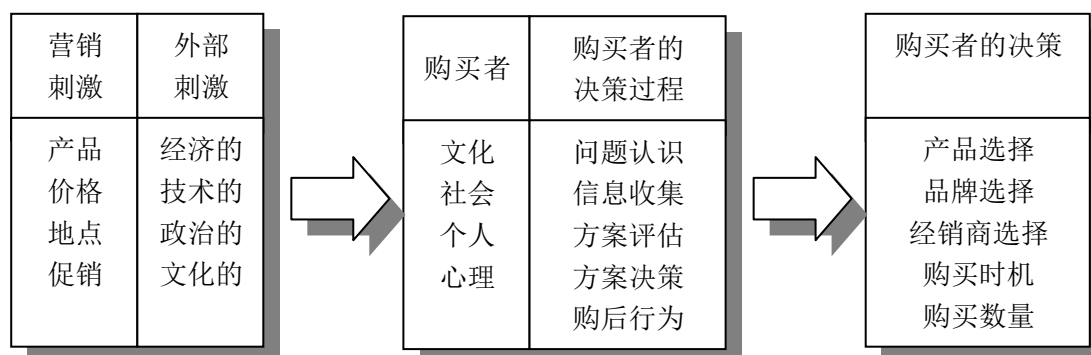 营销
刺激
外部
刺激
产品
价格
地点
促销
经济的
技术的
政治的
文化的
购买者
购买者的
决策过程
文化
社会
个人
心理
问题认识
信息收集
方案评估
方案决策
购后行为
购买者的决策
产品选择
品牌选择
经销商选择
购买时机
购买数量